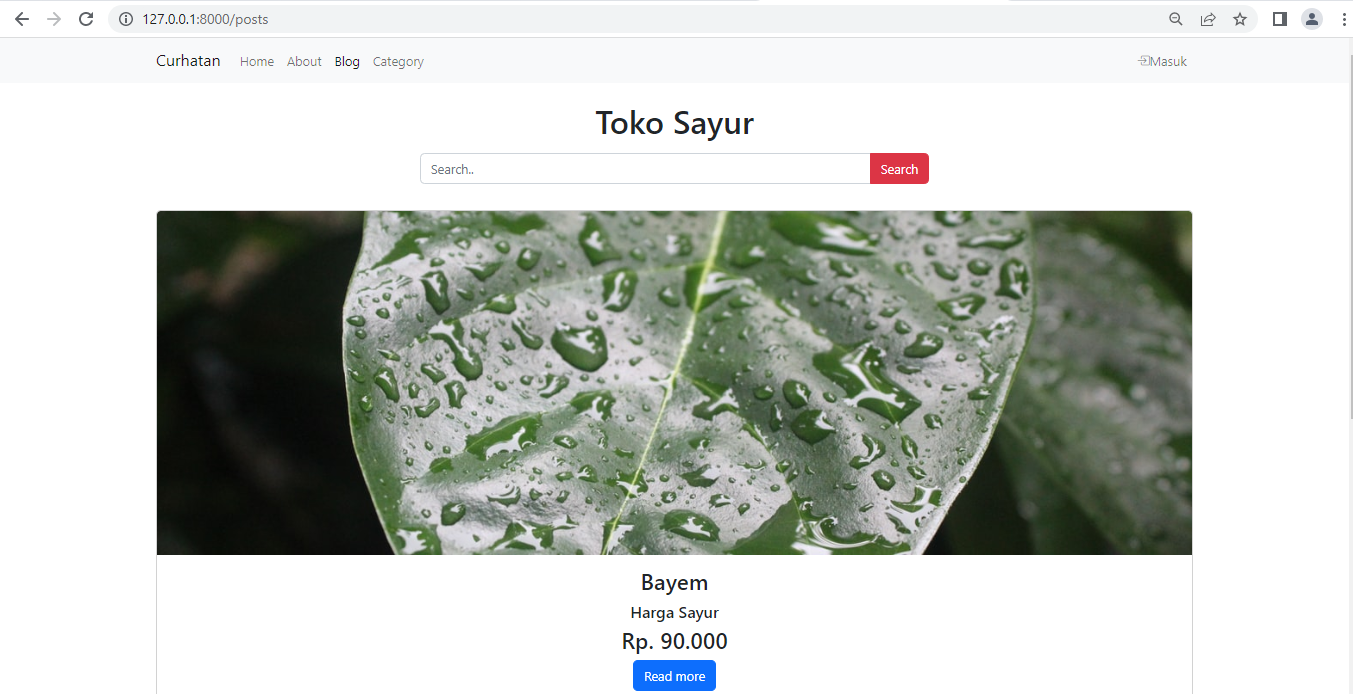 127.0.0.1:8000/posts
Curhatan Home About Blog Category Masuk
Toko Sayur
Search.. Search
Bayem
Harga Sayur
Rp. 90.000
Read more